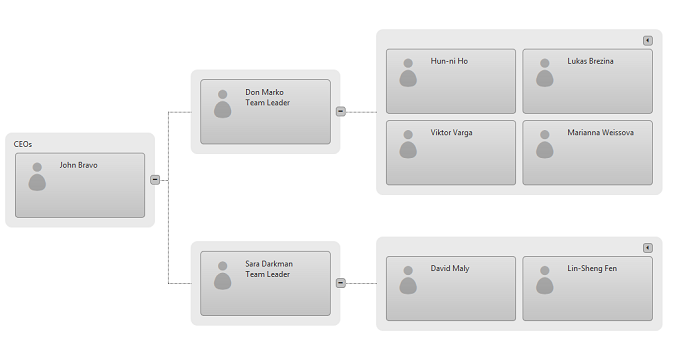 CEOs
John Bravo
Don Marko
Team Leader
Hun-ni Ho
Lukas Brezina
Viktor Varga
Marianna Weissova
Sara Darkman
Team Leader
David Maly
Lin-Sheng Fen